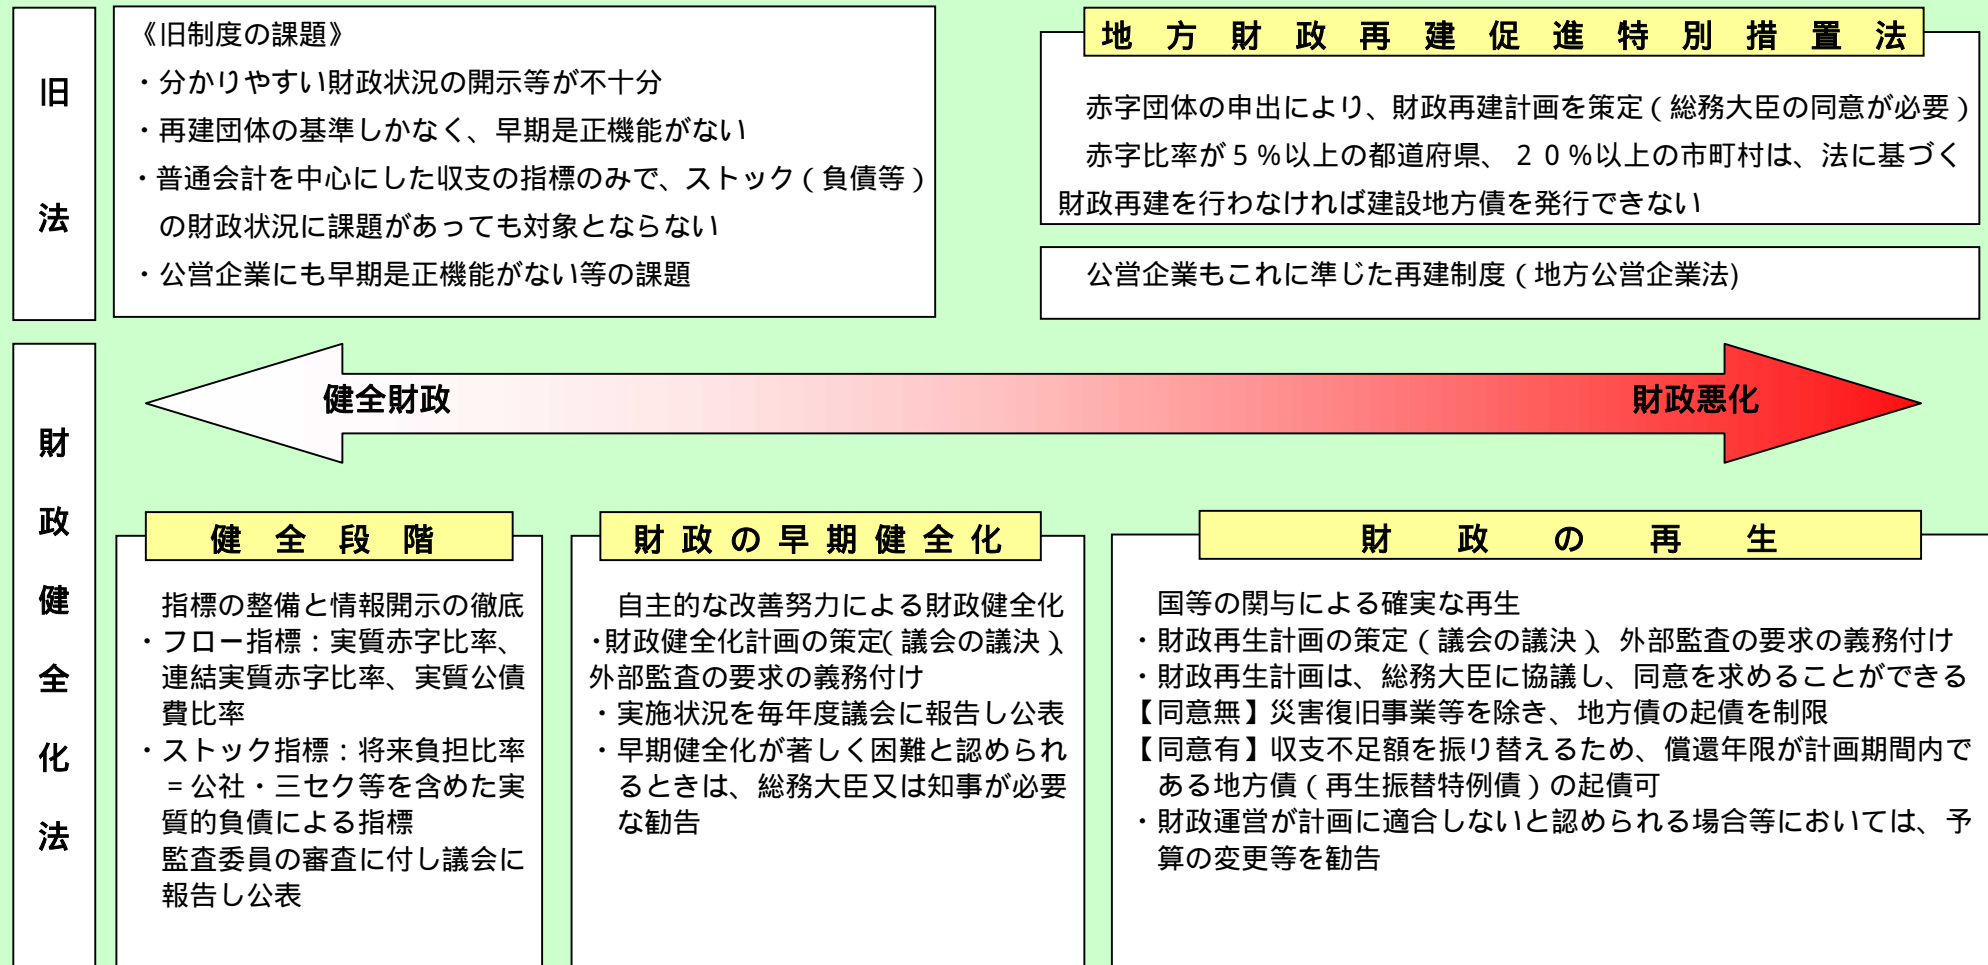 旧法
《旧制度の課題》
・分かりやすい財政状況の開示等が不十分
・再建団体の基準しかなく、早期是正機能がない
・普通会計を中心にした収支の指標のみで、ストック(負債等)
の財政状況に課題があっても対象とならない
・公営企業にも早期是正機能がない等の課題
地方財政再建促進特別措置法
赤字団体の申出により、財政再建計画を策定(総務大臣の同意が必要)
赤字比率が5%以上の都道府県、20%以上の市町村は、法に基づく
財政再建を行わなければ建設地方債を発行できない
公営企業もこれに準じた再建制度(地方公営企業法)
財政健全化法
健全財政
財政悪化
健全段階
指標の整備と情報開示の徹底
・フロー指標:実質赤字比率、
連結実質赤字比率、実質公債
費比率
・ストック指標:将来負担比率
=公社・三セク等を含めた実
質的負債による指標
監査委員の審査に付し議会に
報告し公表
財政の早期健全化
自主的な改善努力による財政健全化
・財政健全化計画の策定(議会の議決)、
外部監査の要求の義務付け
・実施状況を毎年度議会に報告し公表
・早期健全化が著しく困難と認められ
るときは、総務大臣又は知事が必要
な勧告
財政の再生
国等の関与による確実な再生
・財政再生計画の策定(議会の議決)、外部監査の要求の義務付け
・財政再生計画は、総務大臣に協議し、同意を求めることができる
【同意無】災害復旧事業等を除き、地方債の起債を制限
【同意有】収支不足額を振り替えるため、償還年限が計画期間内で
ある地方債(再生振替特例債)の起債可
・財政運営が計画に適合しないと認められる場合等においては、予
算の変更等を勧告